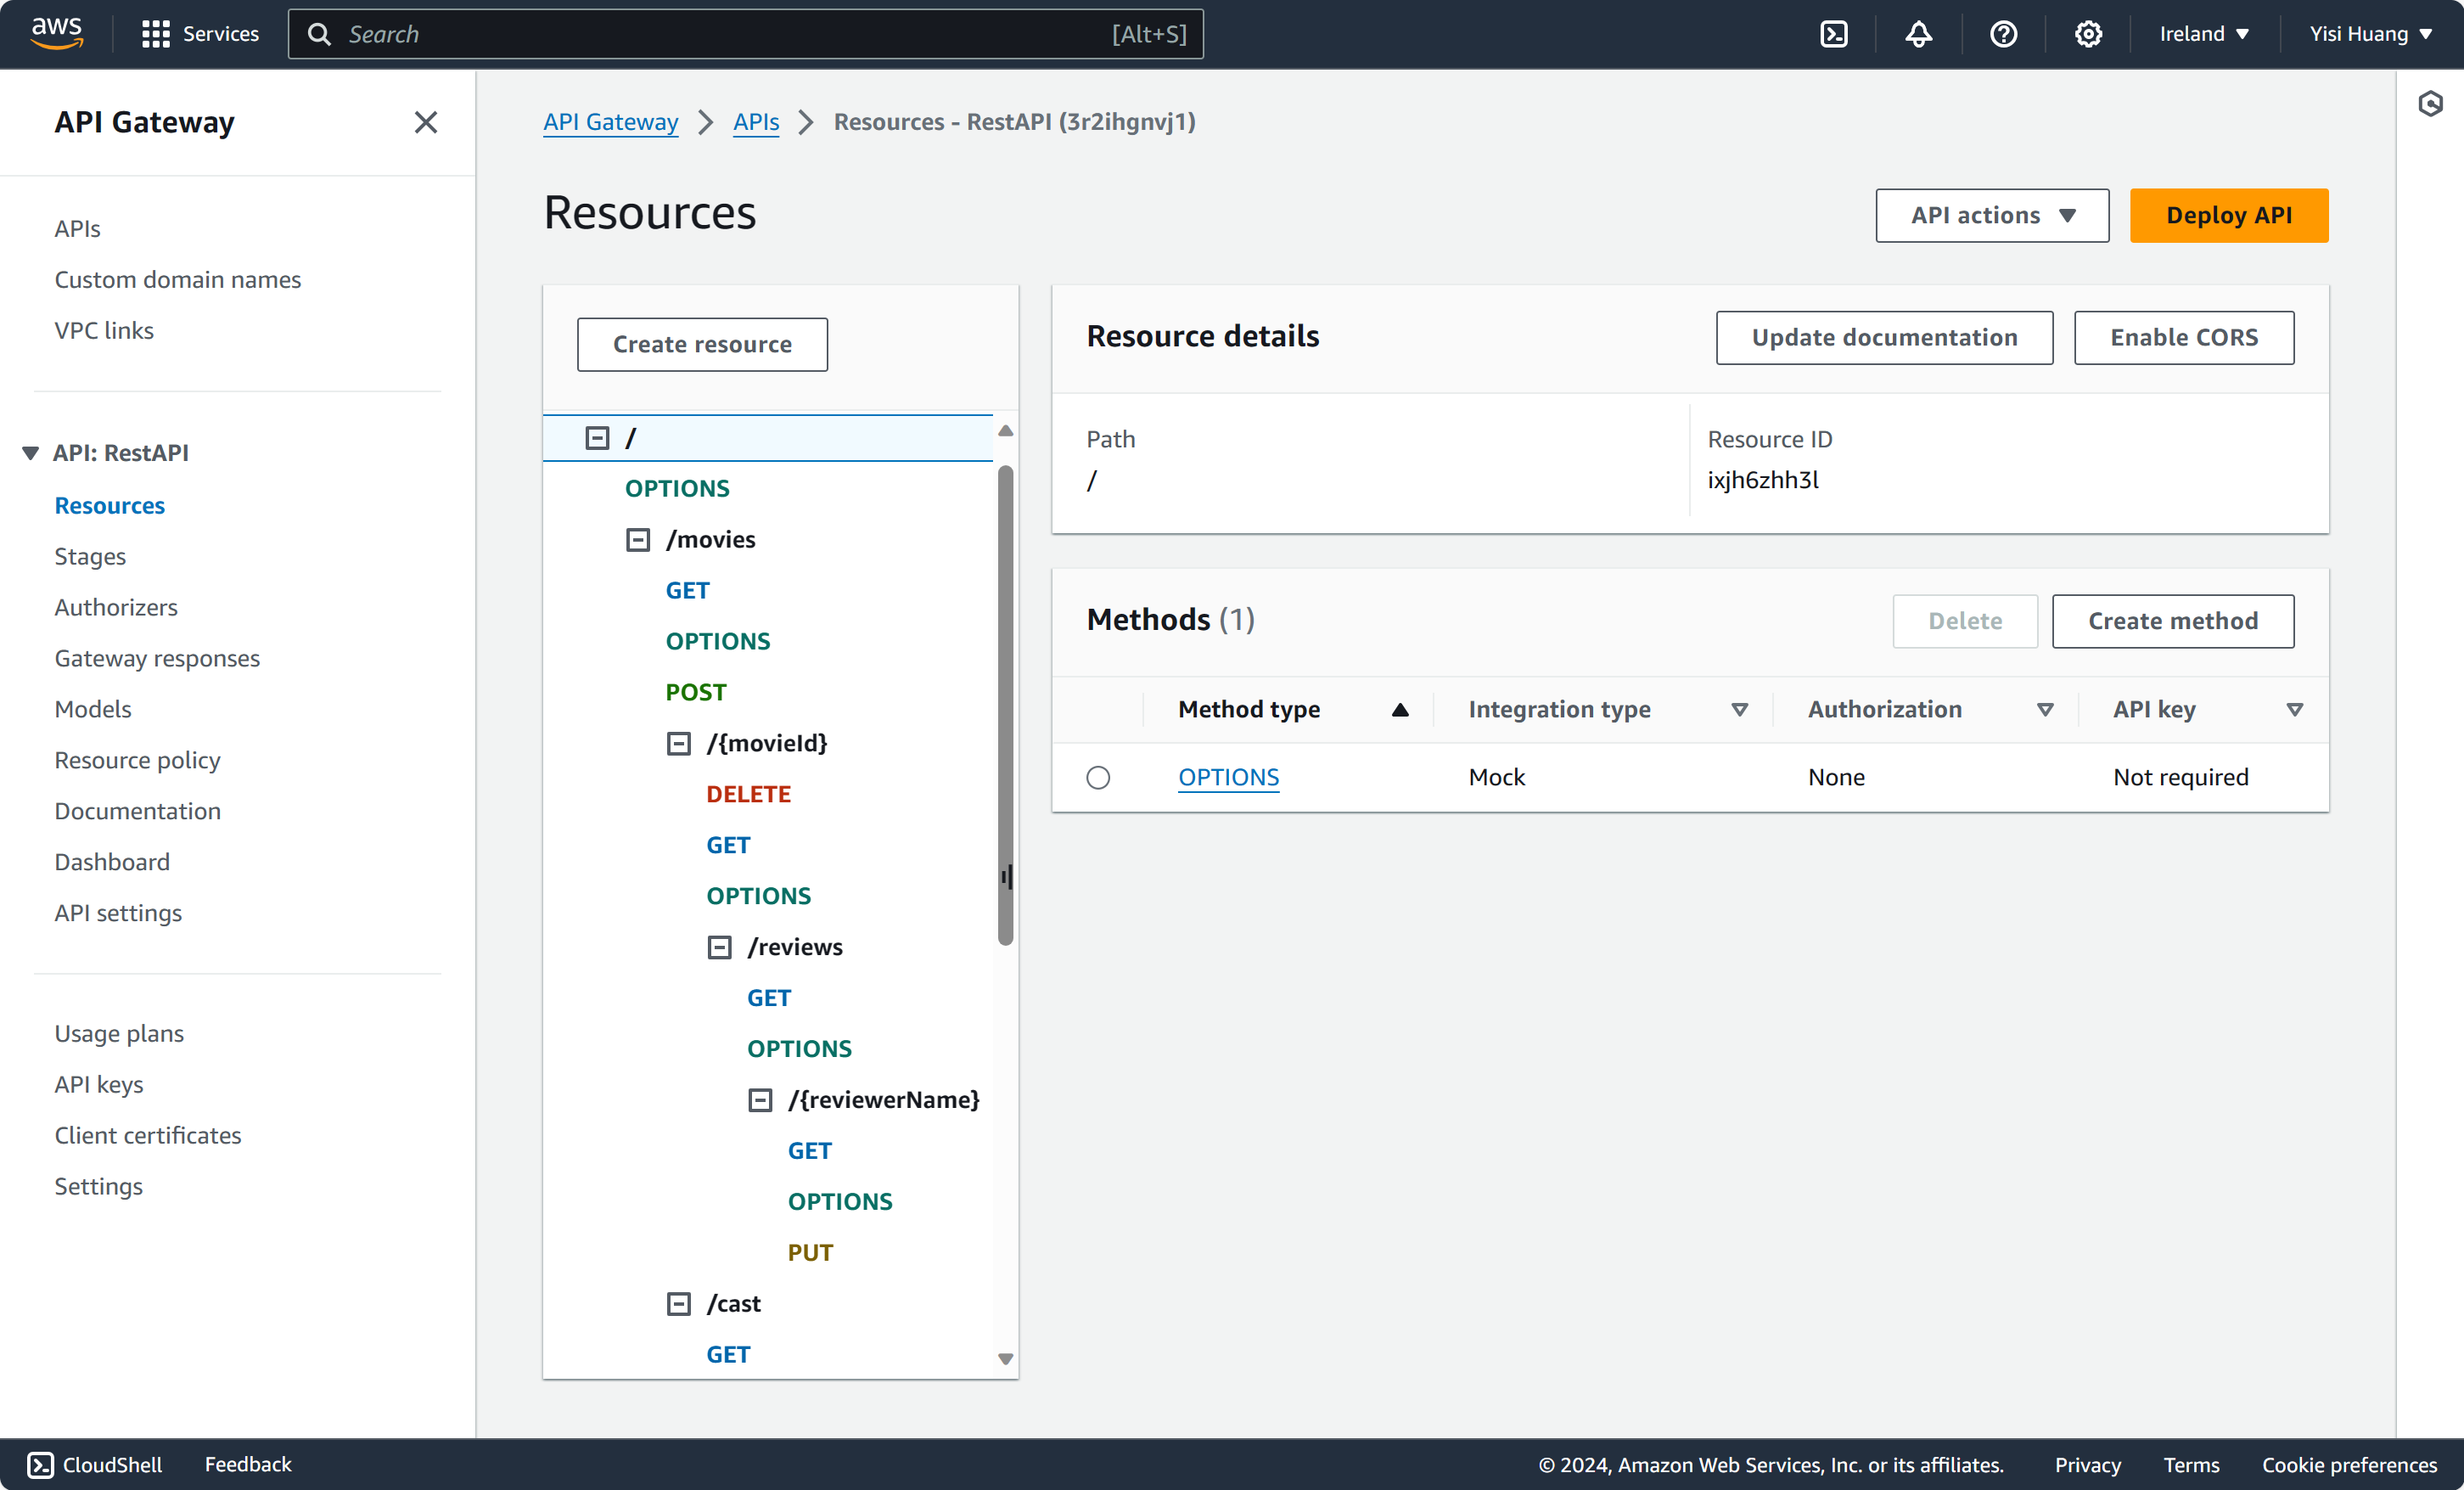 aws
Services
Search
[Alt+S]
Ireland
Yisi Huang
API Gateway
APIs
Custom domain names
VPC links
API: RestAPI
Resources
Stages
Authorizers
Gateway responses
Models
Resource policy
Documentation
Dashboard
API settings
Usage plans
API keys
Client certificates
Settings
API Gateway > APIs > Resources - RestAPI (3r2ihgnvj1)
Resources
API actions
Deploy API
Create resource
/
OPTIONS
/movies
GET
OPTIONS
POST
/{movieId}
DELETE
GET
OPTIONS
/reviews
GET
OPTIONS
/{reviewerName}
GET
OPTIONS
PUT
/cast
GET
Resource details
Update documentation
Enable CORS
Path
/
Resource ID
ixjh6zhh3l
Methods (1)
Delete
Create method
Method type
Integration type
Authorization
API key
OPTIONS
Mock
None
Not required
CloudShell
Feedback
© 2024, Amazon Web Services, Inc. or its affiliates.
Privacy
Terms
Cookie preferences